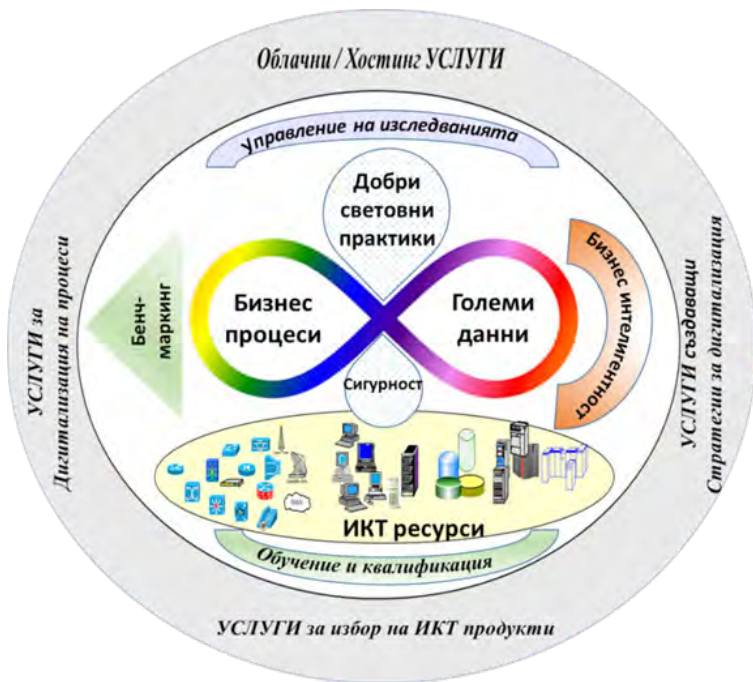 Облачни / Хостинг УСЛУГИ
Управление на изследванията
Добри
световни
практики
УСЛУГИ за
Дигитализация на процеси
Бенч-
маркинг
Бизнес
процеси
Големи
данни
Бизнес интелигентност
УСЛУГИ създаващи
Стратегии за дигитализация
Сигурност
ИКТ ресурси
Обучение и квалификация
УСЛУГИ за избор на ИКТ продукти